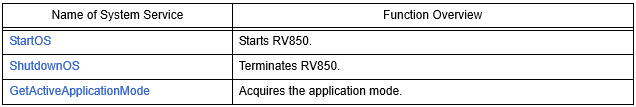 Name of System Service Function Overview
StartOS Starts RV850.
ShutdownOS Terminates RV850.
GetActiveApplicationMode Acquires the application mode.